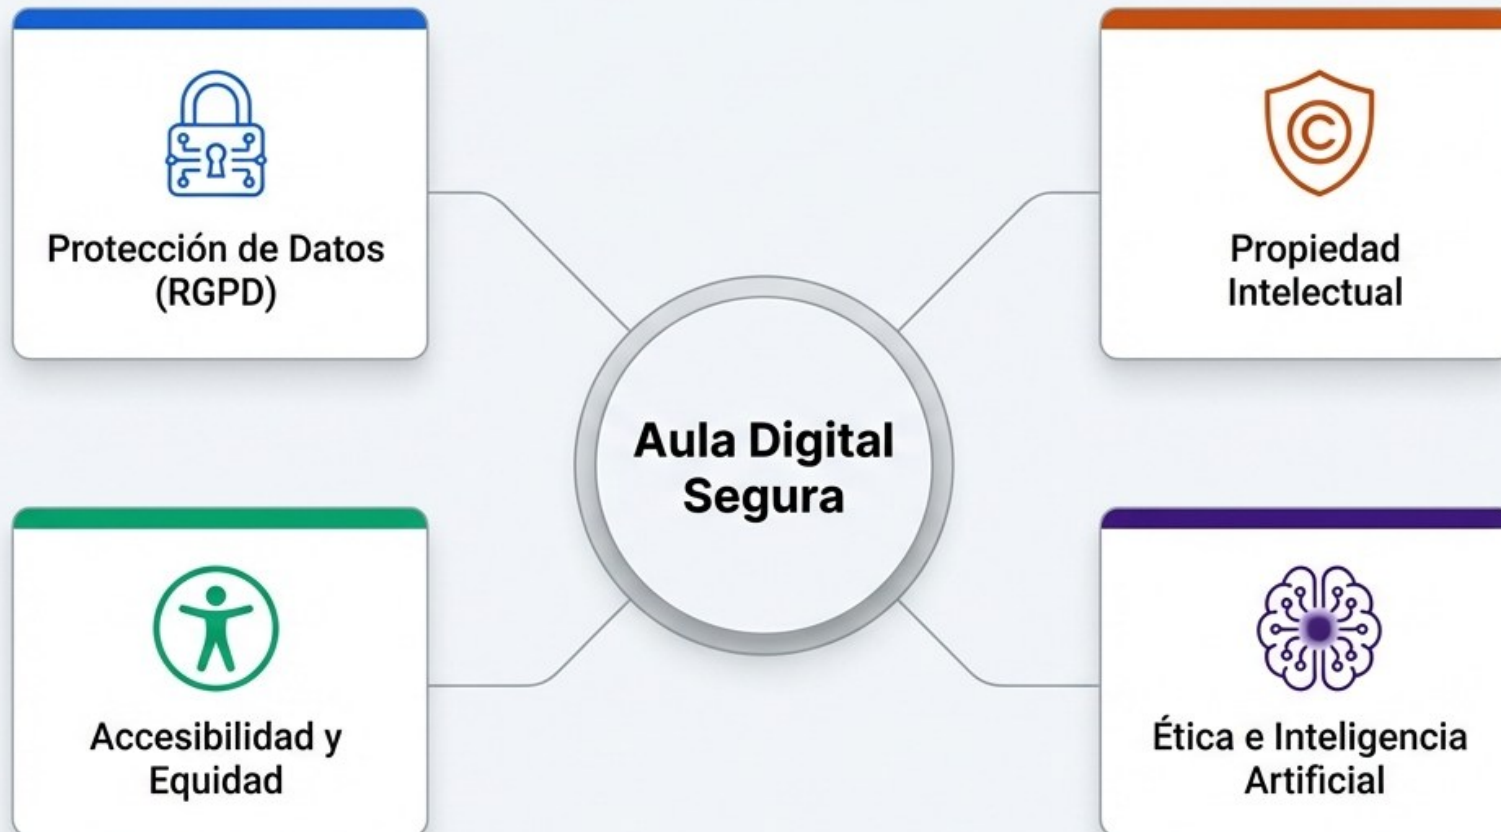 Protección de Datos
(RGPD)
Propiedad
Intelectual
Aula Digital
Segura
Accesibilidad y
Equidad
Ética e Inteligencia
Artificial